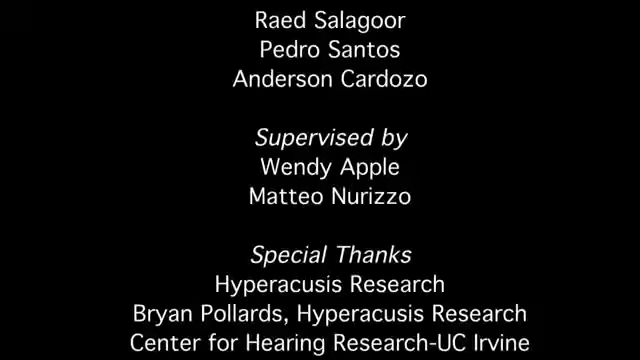 Raed Salagoor
Pedro Santos
Anderson Cardozo
Supervised by
Wendy Apple
Matteo Nurizzo
Special Thanks
Hyperacusis Research
Bryan Pollards, Hyperacusis Research
Center for Hearing Research-UC Irvine